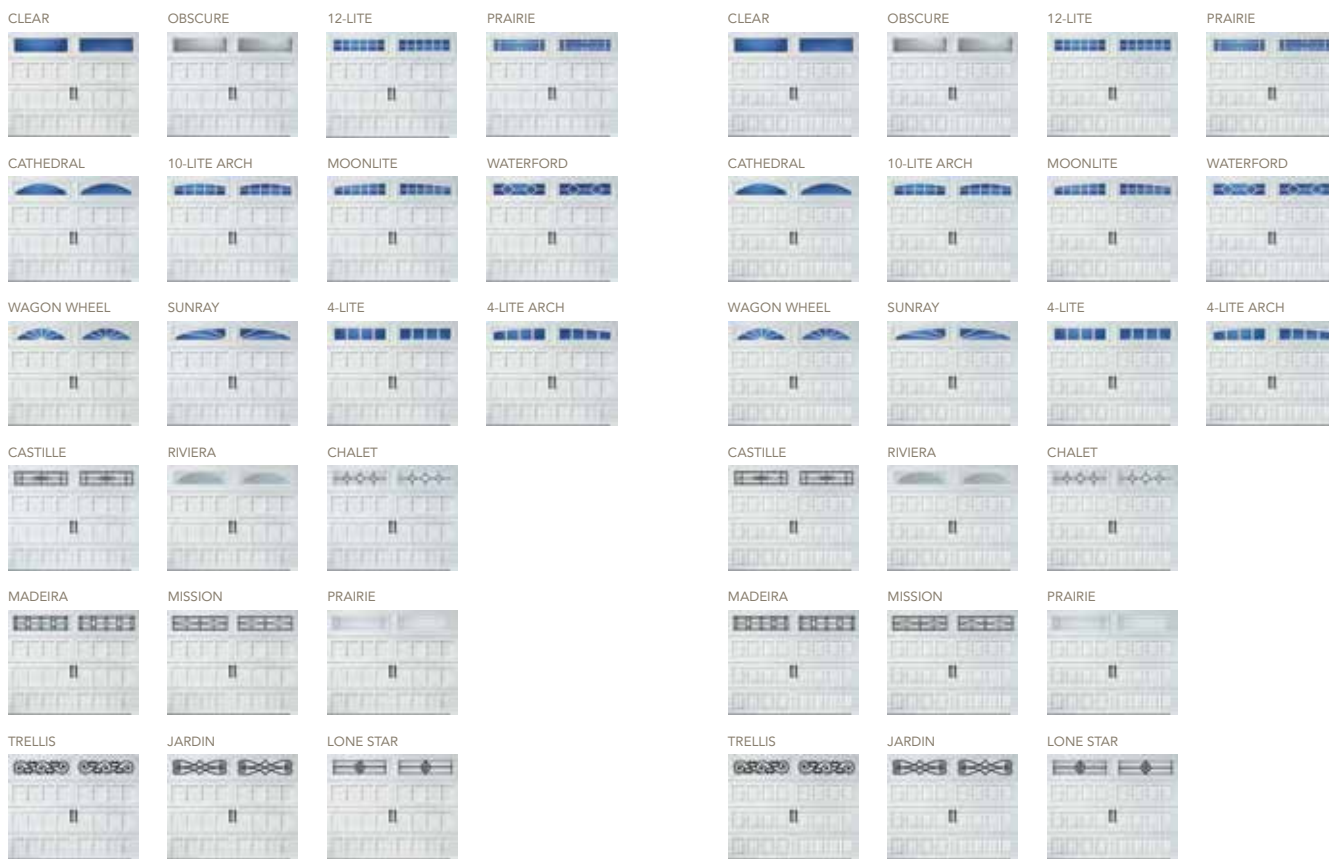 CLEAR OBSCURE 12-LITE PRAIRIE
CATHEDRAL 10-LITE ARCH MOONLITE WATERFORD
WAGON WHEEL SUNRAY 4-LITE 4-LITE ARCH
CASTILLE RIVIERA CHALET
MADEIRA MISSION PRAIRIE
TRELLIS JARDIN LONE STAR
CLEAR OBSCURE 12-LITE PRAIRIE
CATHEDRAL 10-LITE ARCH MOONLITE WATERFORD
WAGON WHEEL SUNRAY 4-LITE 4-LITE ARCH
CASTILLE RIVIERA CHALET
MADEIRA MISSION PRAIRIE
TRELLIS JARDIN LONE STAR